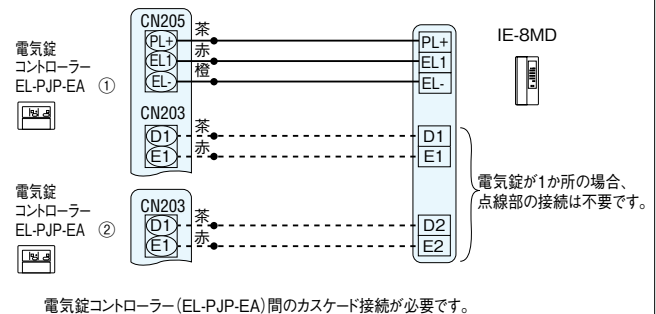 CN205
茶
PL+
PL+
IE-8MD
電気錠
コントローラー
EL-PJP-EA ①
赤
EL1
EL1
橙
EL-
EL-
CN203
茶
D1
D1
赤
E1
E1
電気錠が1か所の場合、
点線部の接続は不要です。
電気錠
コントローラー
EL-PJP-EA ②
CN203
茶
D1
D2
赤
E1
E2
電気錠コントローラー(EL-PJP-EA)間のカスケード接続が必要です。